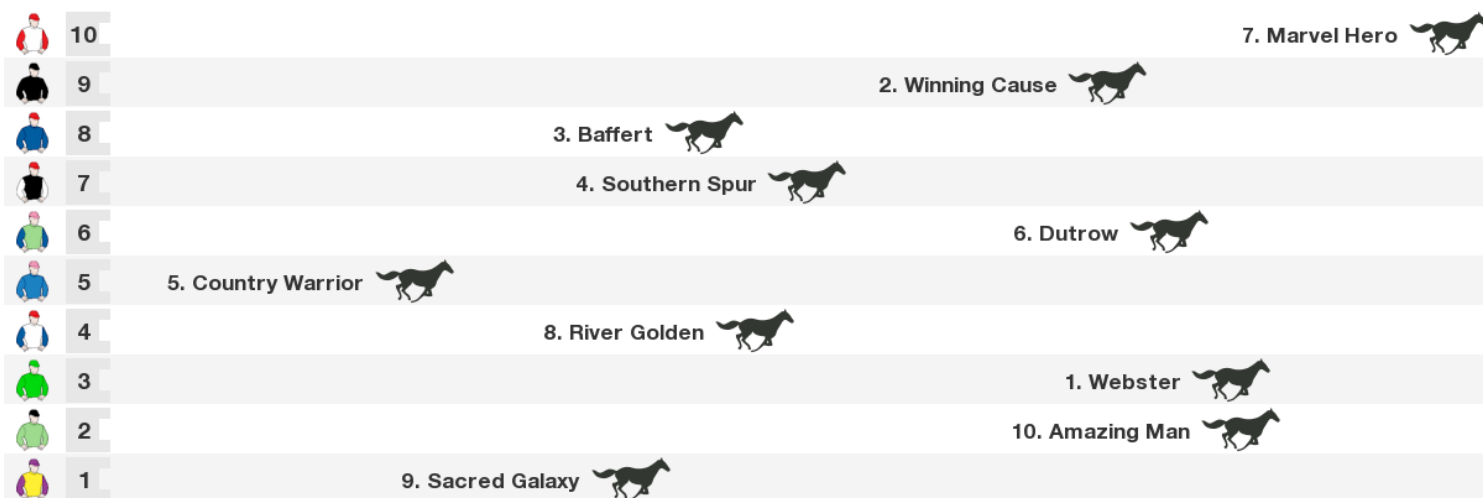 10 7. Marvel Hero
9 2. Winning Cause
8 3. Baffert
7 4. Southern Spur
6 6. Dutrow
5 5. Country Warrior
4 8. River Golden
3 1. Webster
2 10. Amazing Man
1 9. Sacred Galaxy